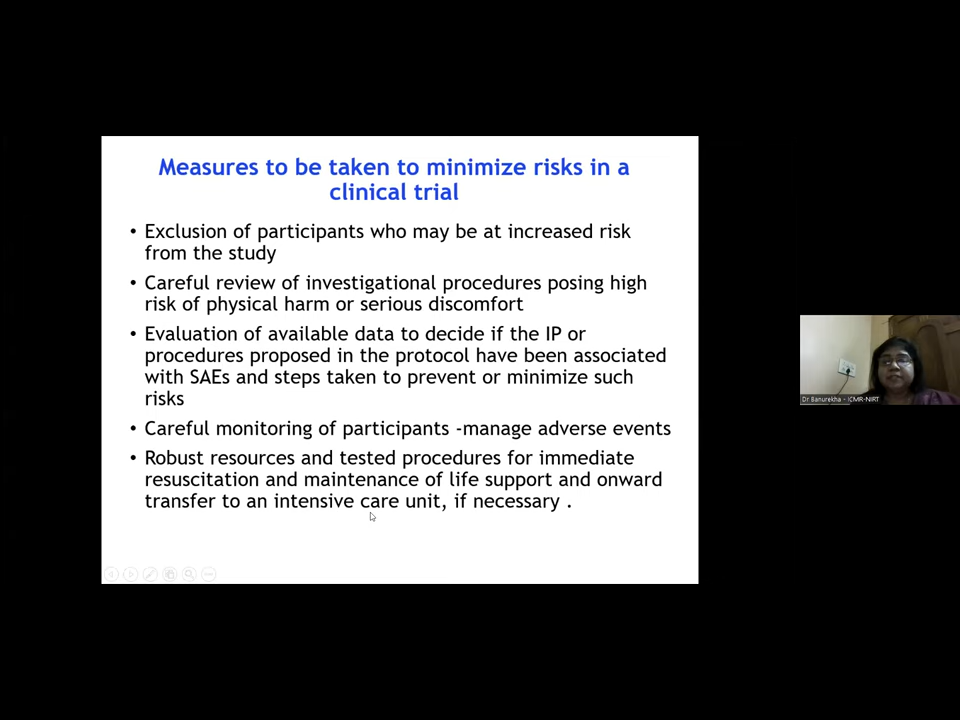 Measures to be taken to minimize risks in a
clinical trial
• Exclusion of participants who may be at increased risk
from the study
• Careful review of investigational procedures posing high
risk of physical harm or serious discomfort
• Evaluation of available data to decide if the IP or
procedures proposed in the protocol have been associated
with SAEs and steps taken to prevent or minimize such
risks
• Careful monitoring of participants -manage adverse events
• Robust resources and tested procedures for immediate
resuscitation and maintenance of life support and onward
transfer to an intensive care unit, if necessary .
Dr Banurekha - ICMR-NIRT